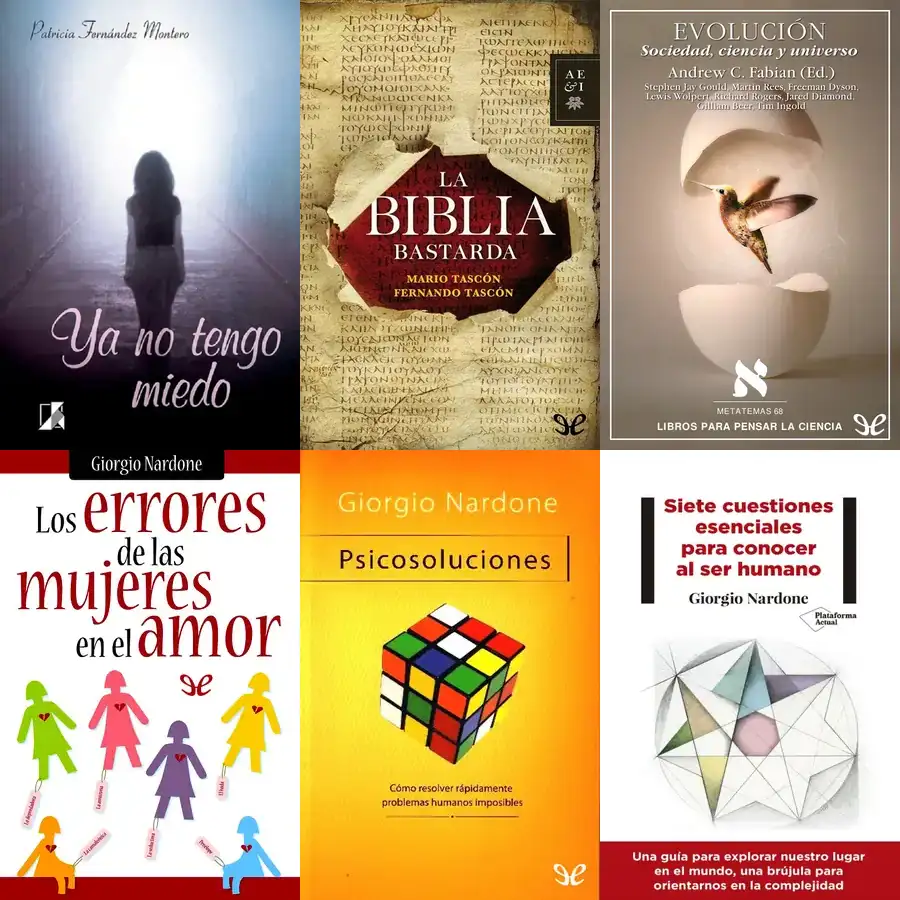 Patricia Fernández Montero
Ya no tengo
miedo
A E
& I
LA
BIBLIA
BASTARDA
MARIO TASCÓN
FERNANDO TASCÓN
EVOLUCIÓN
Sociedad, ciencia y universo
Andrew C. Fabian (Ed.)
Stephen Jay Gould, Martin Rees, Freeman Dyson,
Lewis Wolpert, Richard Rogers, Jared Diamond,
Gillian Beer, Tim Ingold
METATEMAS 68
LIBROS PARA PENSAR LA CIENCIA
Giorgio Nardone
Los errores
de las
mujeres
en el amor
Giorgio Nardone
Psicosoluciones
Cómo resolver rápidamente
problemas humanos imposibles
Siete cuestiones
esenciales
para conocer
al ser humano
Giorgio Nardone
Plataforma
Actual
Una guía para explorar nuestro lugar
en el mundo, una brújula para
orientarnos en la complejidad